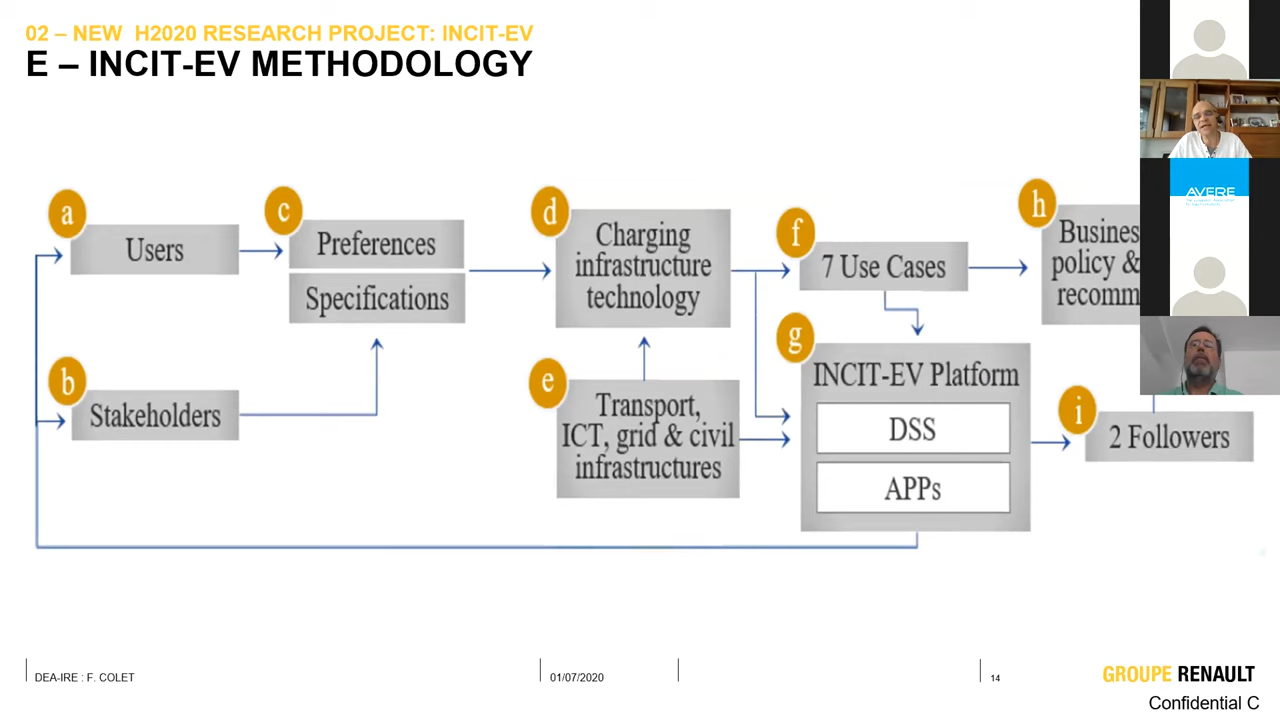 02 – NEW H2020 RESEARCH PROJECT: INCIT-EV
E – INCIT-EV METHODOLOGY
a
Users
b
Stakeholders
c
Preferences
Specifications
d
Charging
infrastructure
technology
e
Transport,
ICT, grid & civil
infrastructures
f
7 Use Cases
g
INCIT-EV Platform
DSS
APPs
h
Busines
policy &
recomm
i
2 Followers
AVERE
DEA-IRE : F. COLET
01/07/2020
14
GROUPE RENAULT
Confidential C